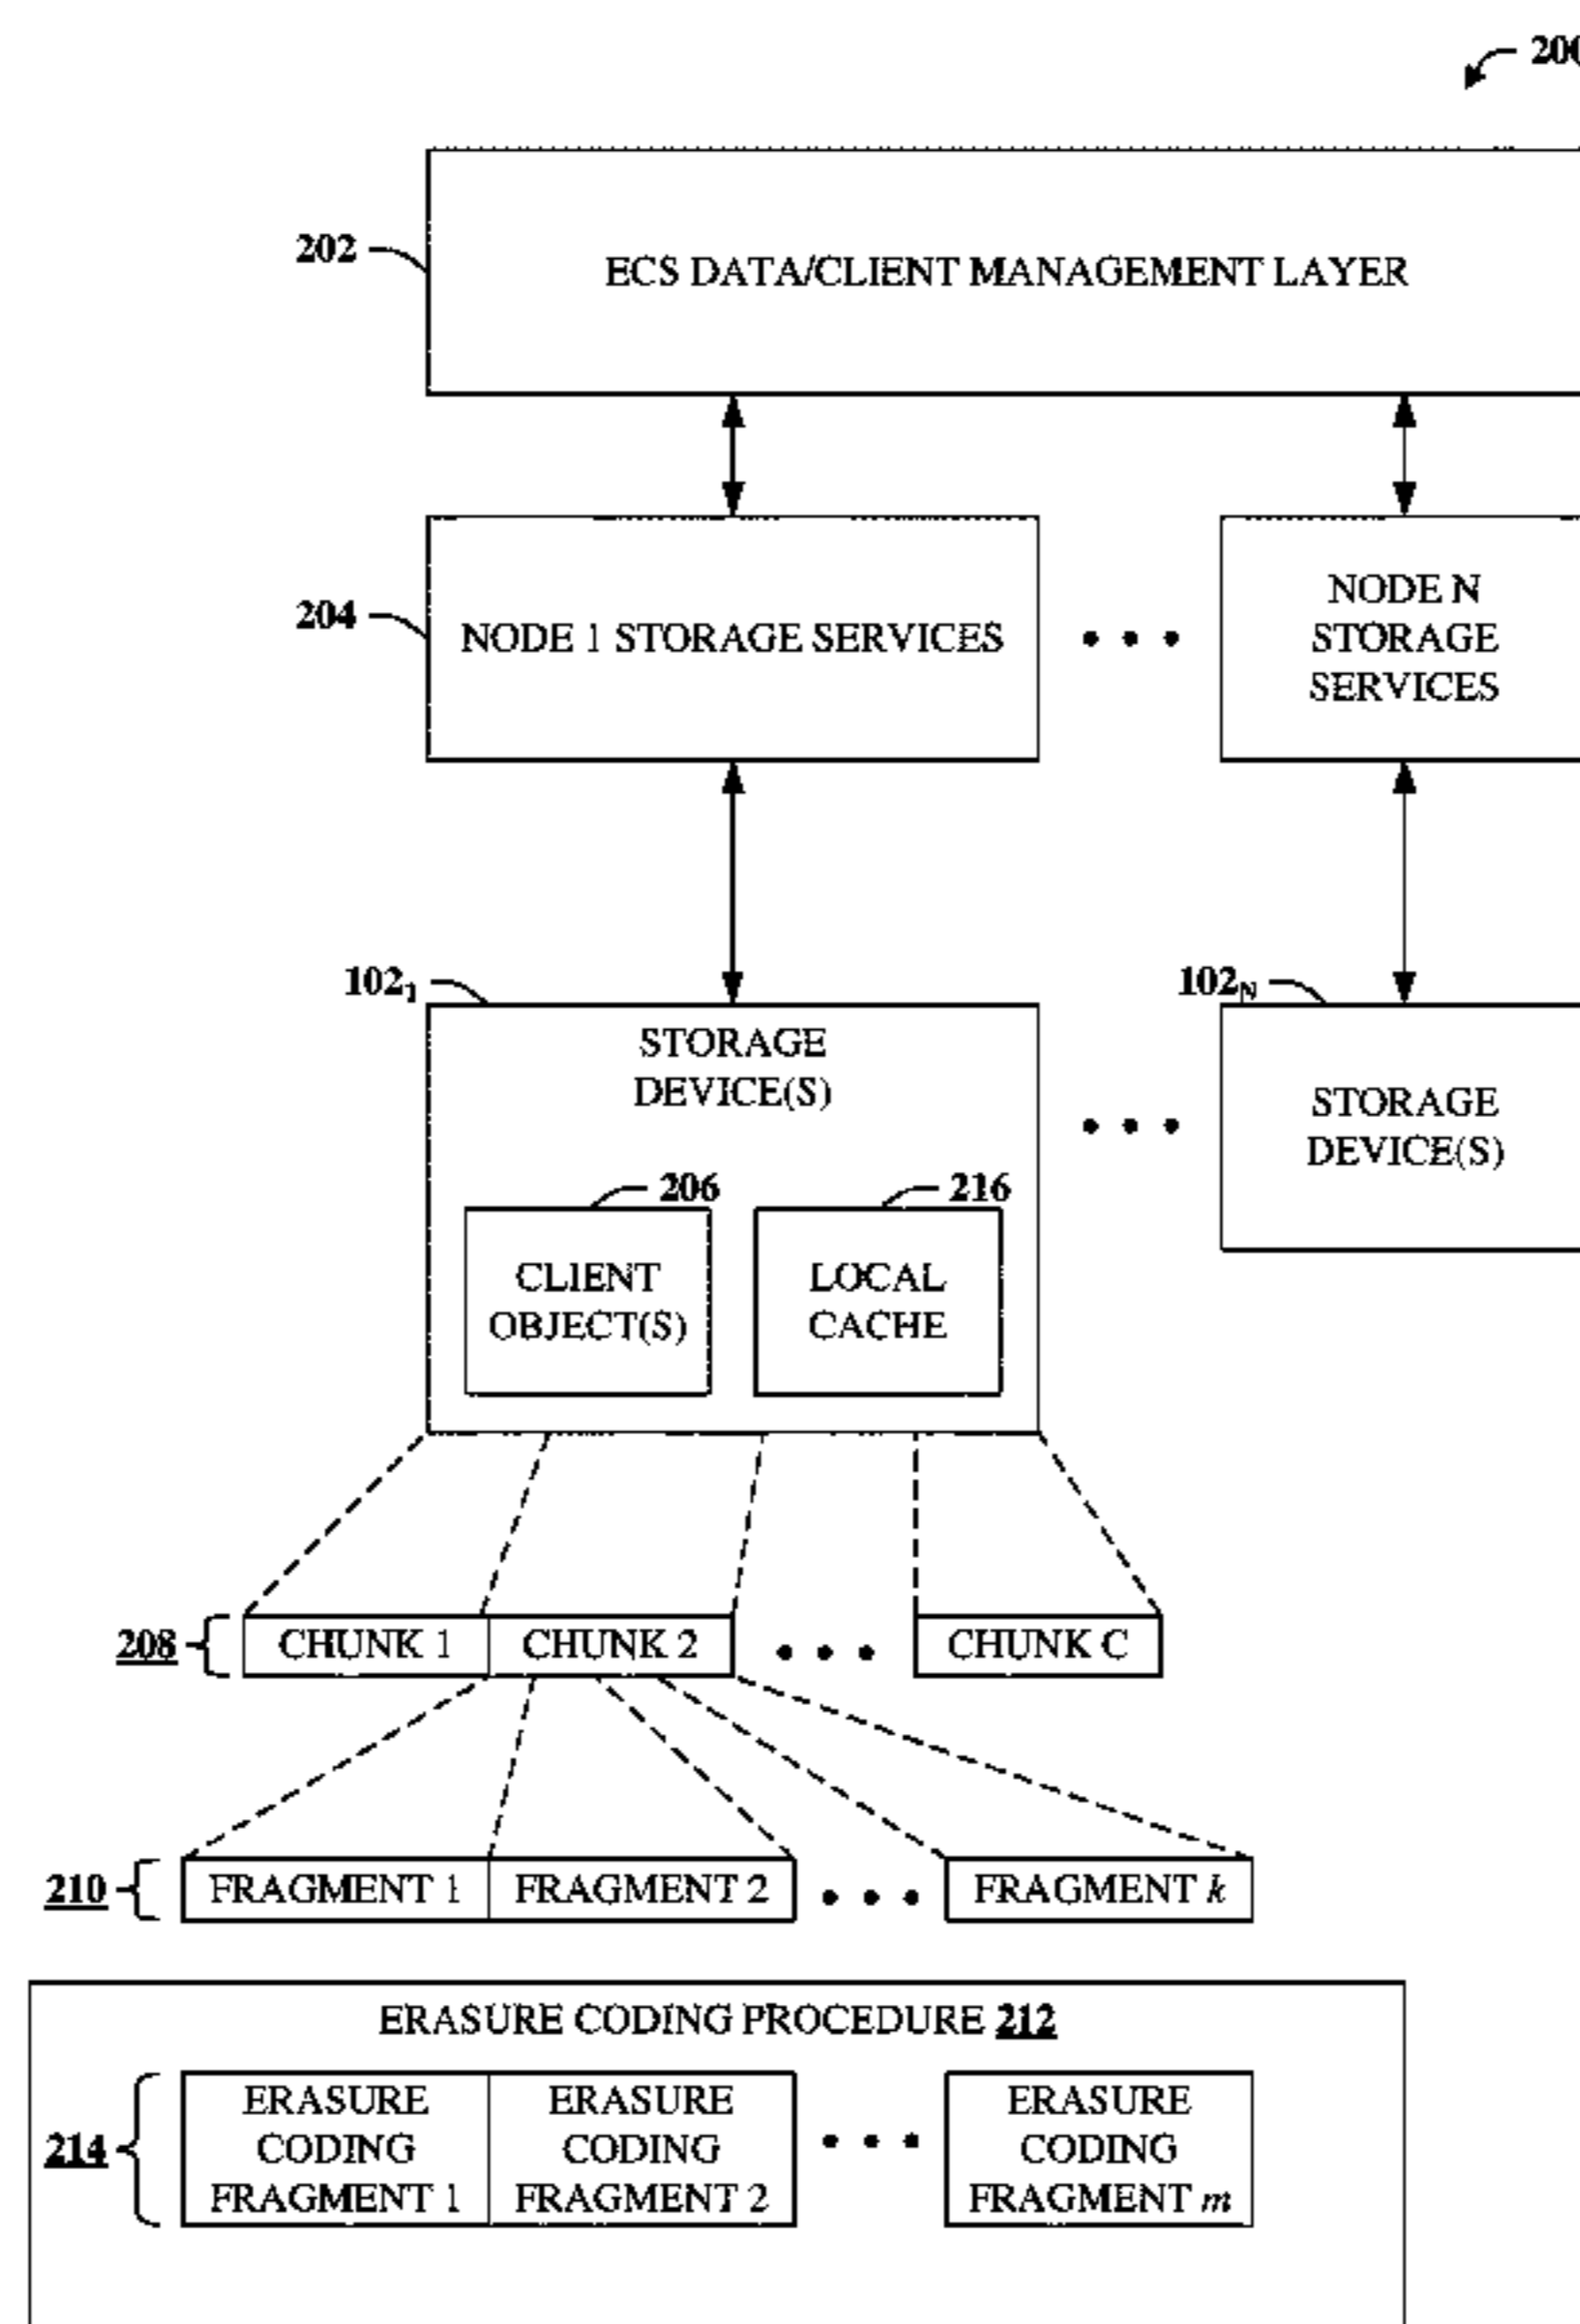 200
202
ECS DATA/CLIENT MANAGEMENT LAYER
204
NODE 1 STORAGE SERVICES
• • •
NODE N
STORAGE
SERVICES
102₁
STORAGE
DEVICE(S)
206
CLIENT
OBJECT(S)
216
LOCAL
CACHE
• • •
102ₙ
STORAGE
DEVICE(S)
208
CHUNK 1
CHUNK 2
• • •
CHUNK C
210
FRAGMENT 1
FRAGMENT 2
• • •
FRAGMENT k
ERASURE CODING PROCEDURE 212
214
ERASURE
CODING
FRAGMENT 1
ERASURE
CODING
FRAGMENT 2
• • •
ERASURE
CODING
FRAGMENT m